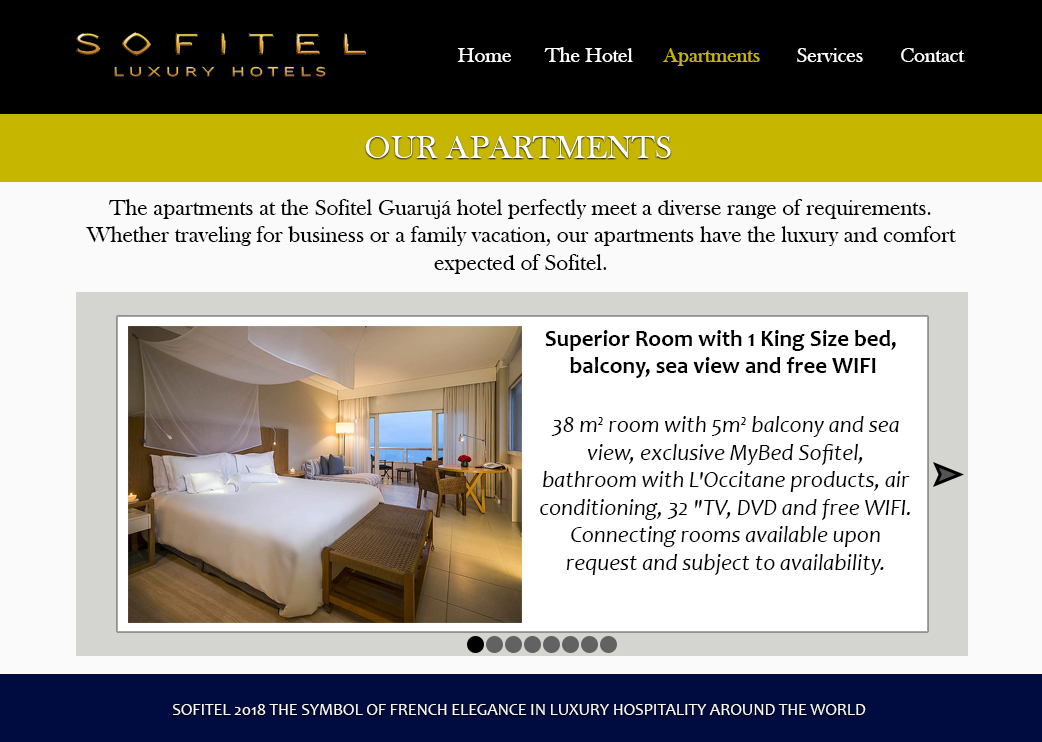 SOFITEL
LUXURY HOTELS
Home The Hotel Apartments Services Contact
OUR APARTMENTS
The apartments at the Sofitel Guarujá hotel perfectly meet a diverse range of requirements.
Whether traveling for business or a family vacation, our apartments have the luxury and comfort
expected of Sofitel.
Superior Room with 1 King Size bed,
balcony, sea view and free WIFI
38 m² room with 5m² balcony and sea
view, exclusive MyBed Sofitel,
bathroom with L'Occitane products, air
conditioning, 32 "TV, DVD and free WIFI.
Connecting rooms available upon
request and subject to availability.
SOFITEL 2018 THE SYMBOL OF FRENCH ELEGANCE IN LUXURY HOSPITALITY AROUND THE WORLD